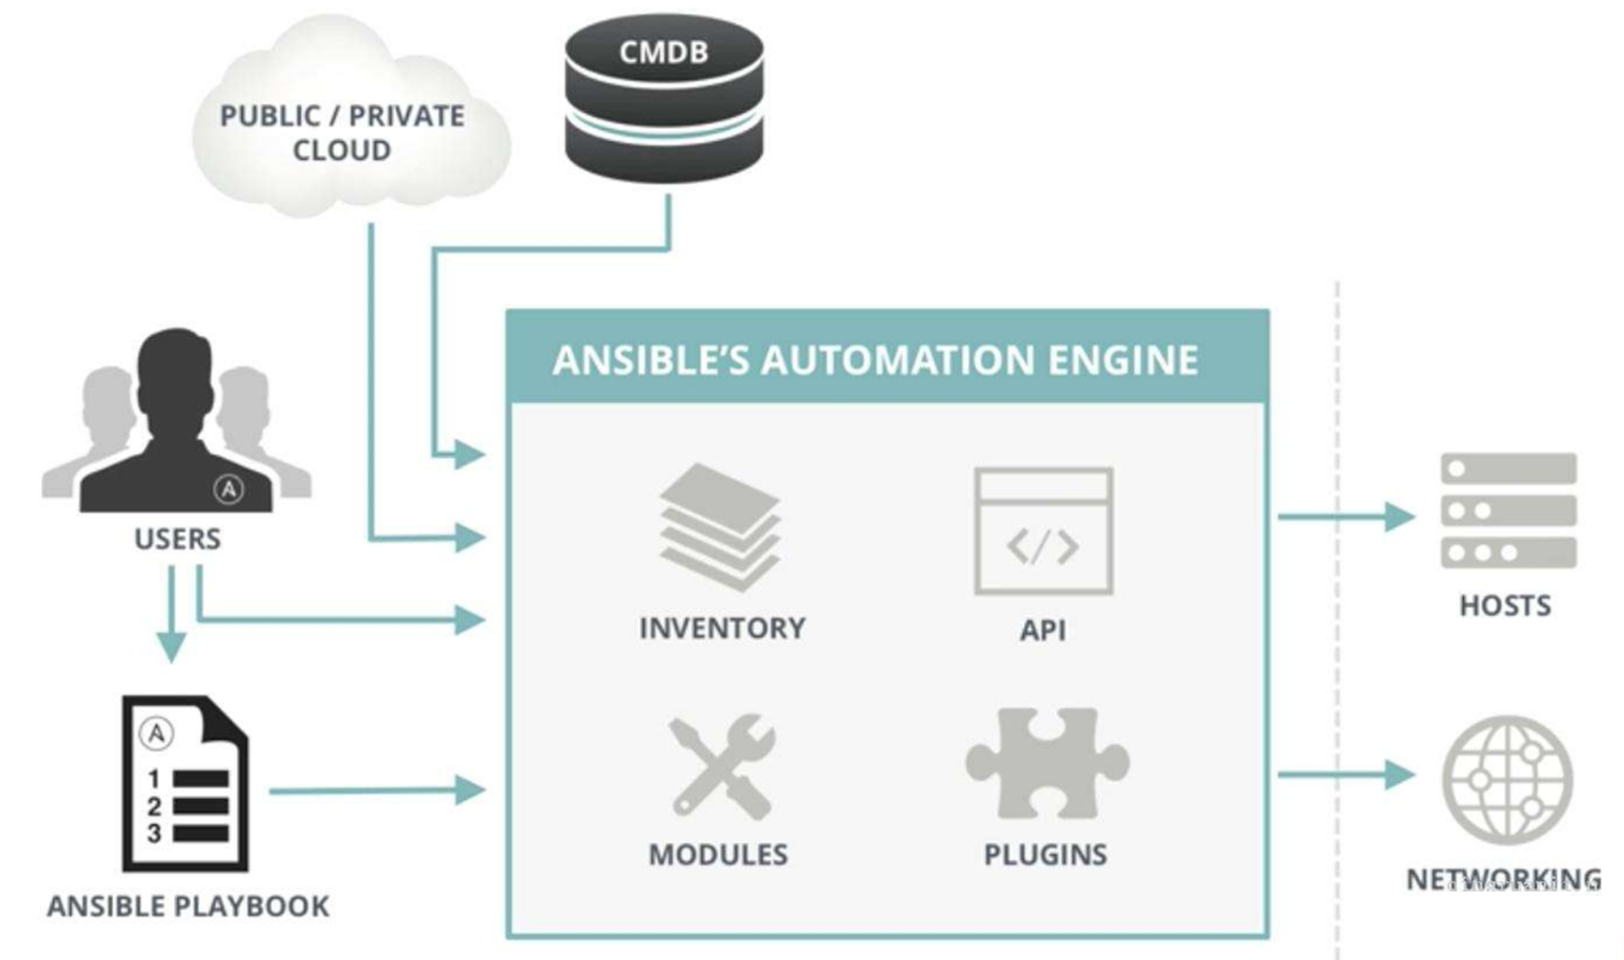 CMDB
PUBLIC / PRIVATE
CLOUD
ANSIBLE’S AUTOMATION ENGINE
A
USERS
INVENTORY
API
HOSTS
A
1
2
3
MODULES
PLUGINS
NETWORKING
ANSIBLE PLAYBOOK